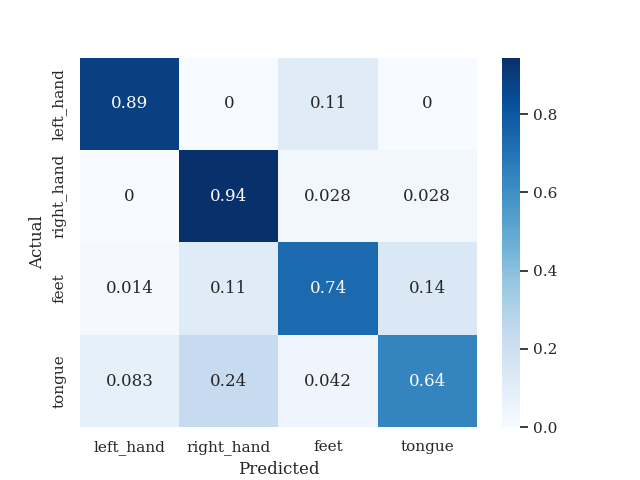 left_hand 0.89 0 0.11 0
right_hand 0 0.94 0.028 0.028
feet 0.014 0.11 0.74 0.14
tongue 0.083 0.24 0.042 0.64
Actual
left_hand right_hand feet tongue
Predicted
0.8
0.6
0.4
0.2
0.0